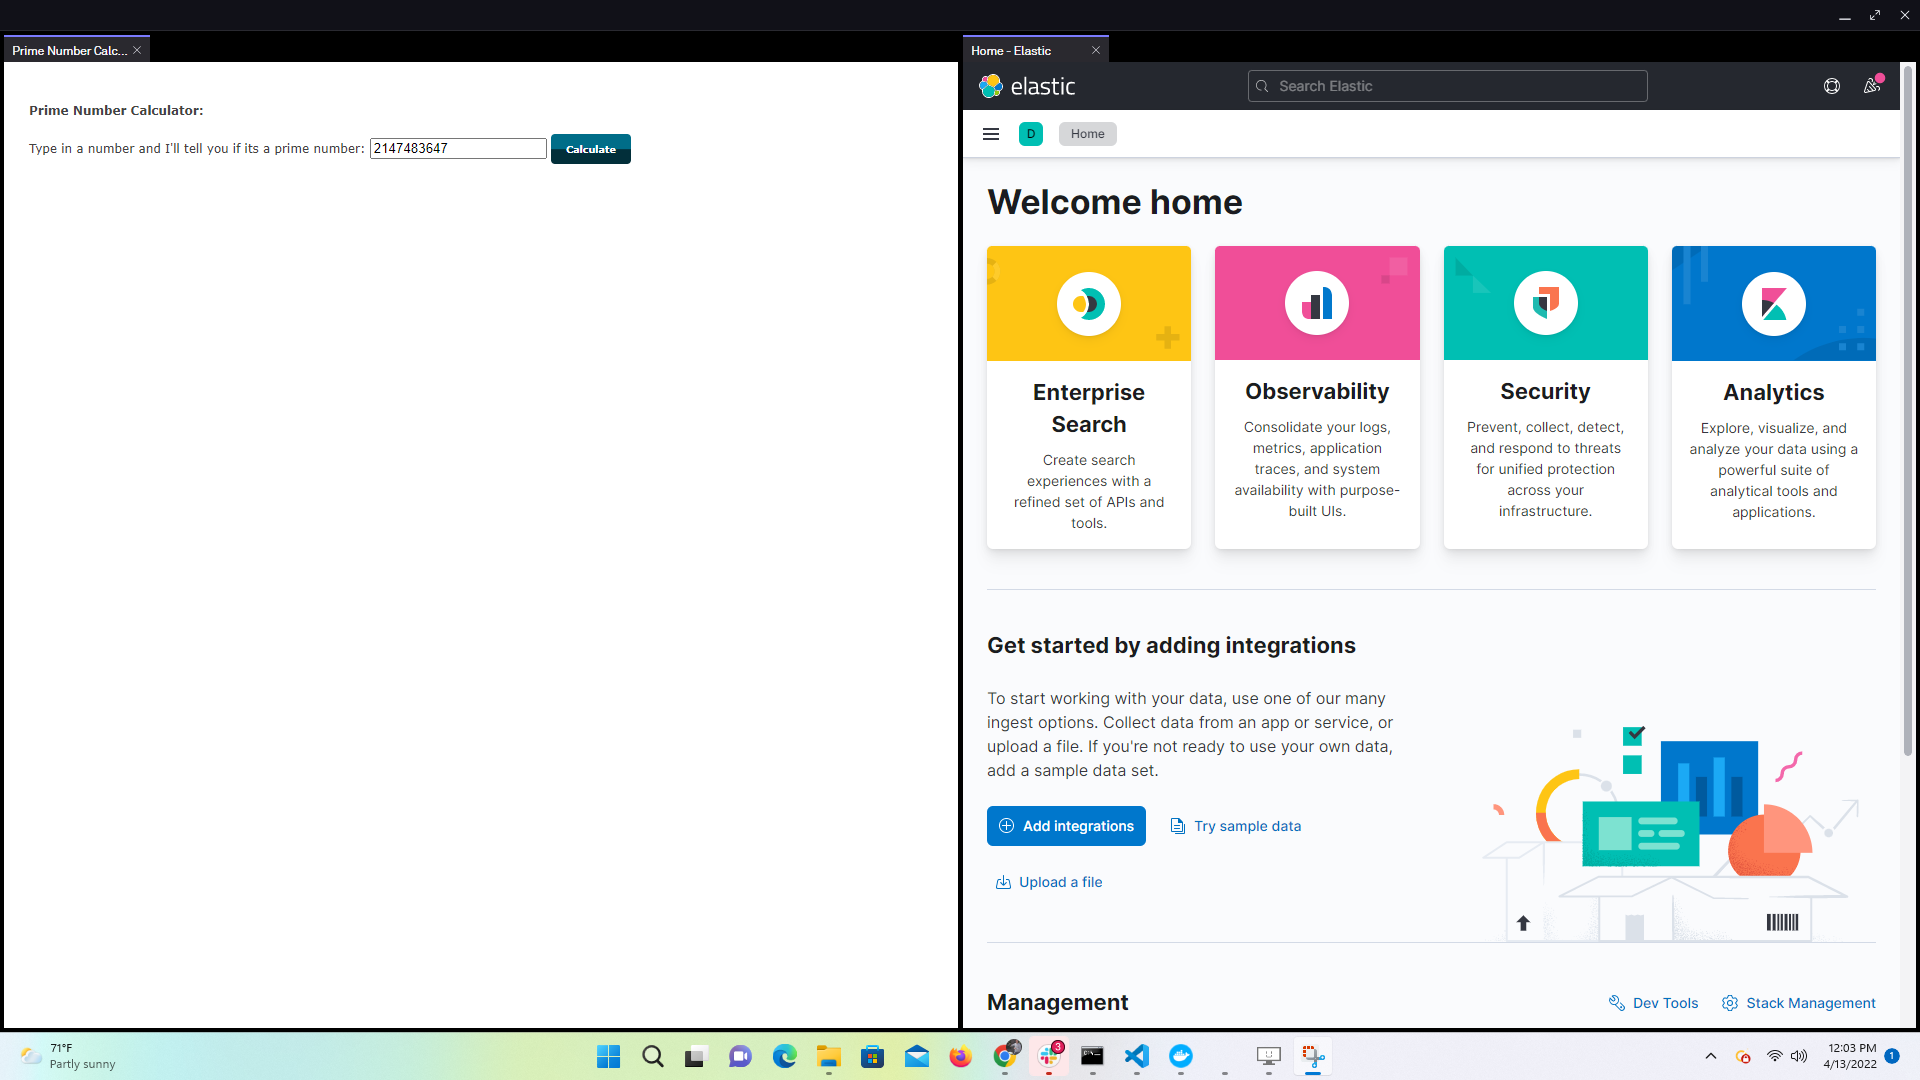 Prime Number Calc...
Prime Number Calculator:
Type in a number and I'll tell you if its a prime number: 2147483647 Calculate
Home - Elastic
elastic
Search Elastic
D
Home
Welcome home
Enterprise
Search
Create search
experiences with a
refined set of APIs and
tools.
Observability
Consolidate your logs,
metrics, application
traces, and system
availability with purpose-
built UIs.
Security
Prevent, collect, detect,
and respond to threats
for unified protection
across your
infrastructure.
Analytics
Explore, visualize, and
analyze your data using a
powerful suite of
analytical tools and
applications.
Get started by adding integrations
To start working with your data, use one of our many
ingest options. Collect data from an app or service, or
upload a file. If you're not ready to use your own data,
add a sample data set.
Add integrations
Try sample data
Upload a file
Management
Dev Tools
Stack Management
71°F
Partly sunny
3
12:03 PM
4/13/2022
1